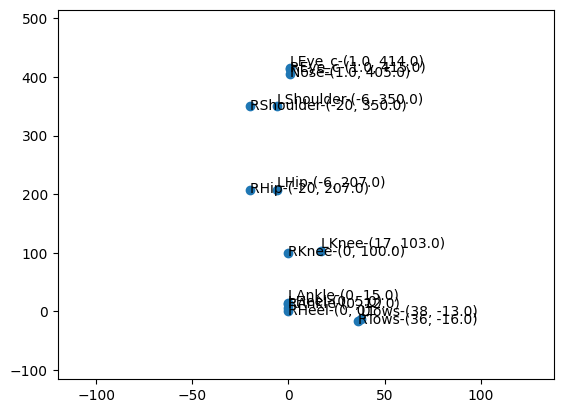 500
LEye_c-(1.0, 414.0)
REye_c-(1.0, 415.0)
Nose-(1.0, 405.0)
400
LShoulder-(-6, 350.0)
RShoulder-(-20, 350.0)
300
LHip-(-6, 207.0)
RHip-(-20, 207.0)
200
LKnee-(17, 103.0)
RKnee-(0, 100.0)
100
LAnkle-(0, 15.0)
RHeel-(0, 0)
LTows-(38, -13.0)
RTows-(36, -16.0)
0
−100
−100 −50 0 50 100